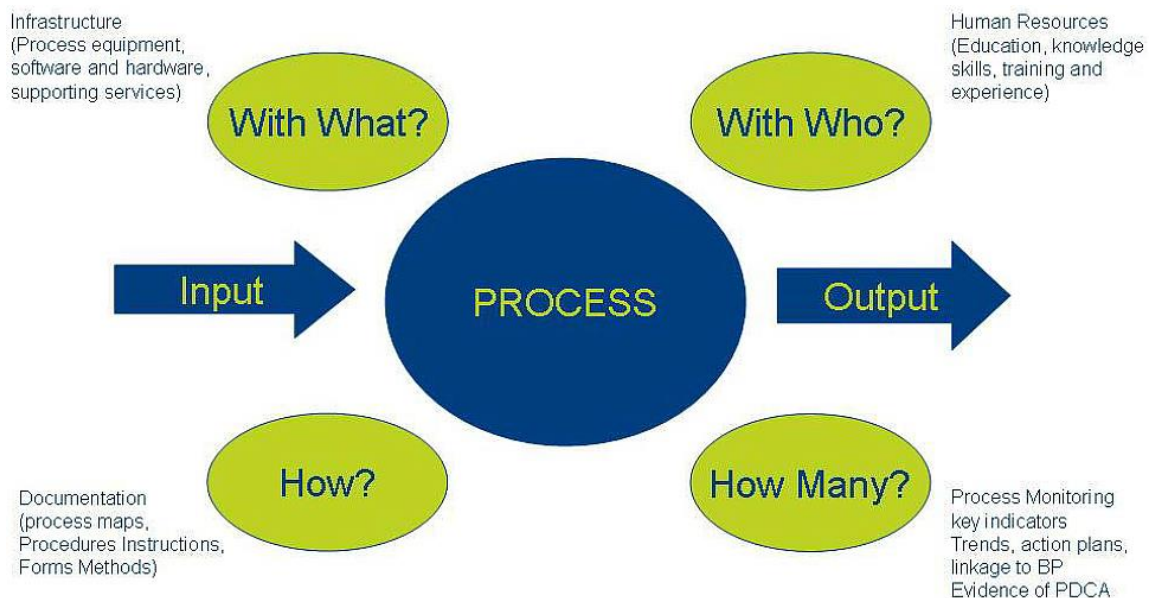 Infrastructure
(Process equipment,
software and hardware,
supporting services)
With What?
Human Resources
(Education, knowledge
skills, training and
experience)
With Who?
Input
PROCESS
Output
How?
Documentation
(process maps,
Procedures Instructions,
Forms Methods)
How Many?
Process Monitoring
key indicators
Trends, action plans,
linkage to BP
Evidence of PDCA